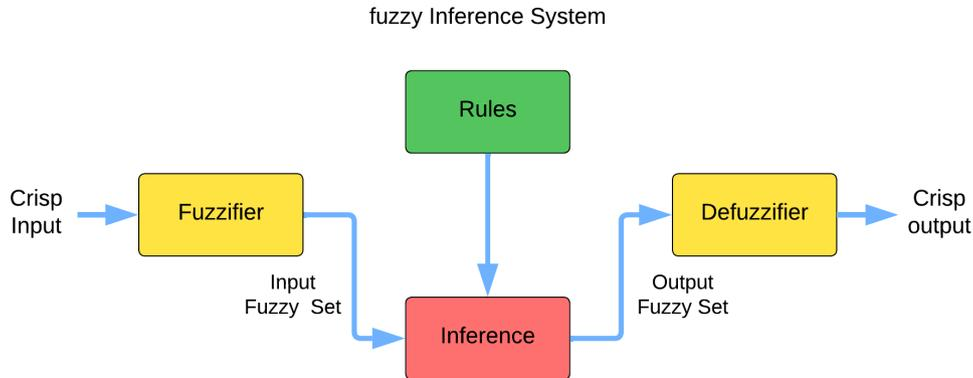 fuzzy Inference System
Rules
Crisp
Input
Fuzzifier
Defuzzifier
Crisp
output
Input
Fuzzy  Set
Output
Fuzzy Set
Inference